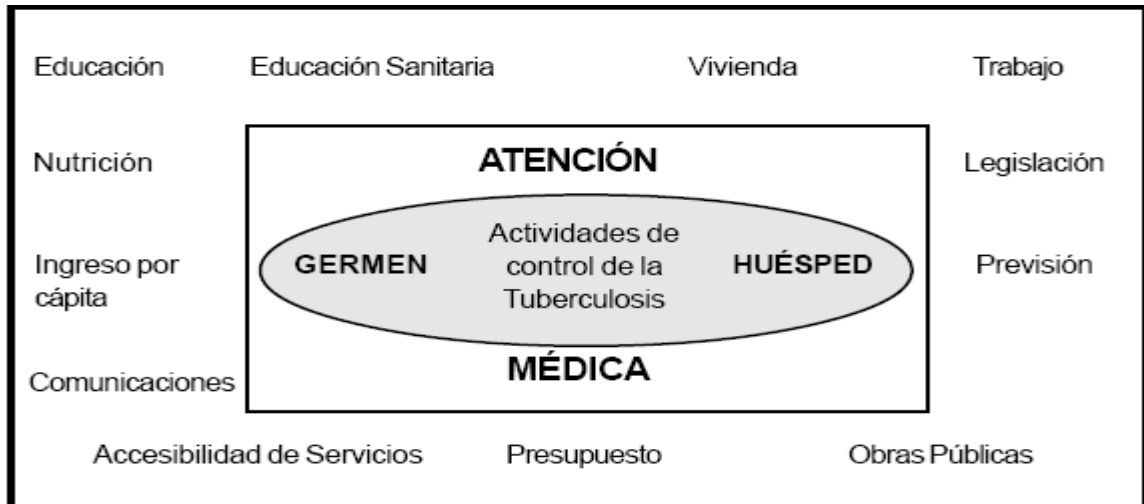 Educación Educación Sanitaria Vivienda Trabajo
Nutrición ATENCIÓN Legislación
Ingreso por
cápita
GERMEN
Actividades de
control de la
Tuberculosis
HUÉSPED
Previsión
Comunicaciones MÉDICA
Accesibilidad de Servicios Presupuesto Obras Públicas